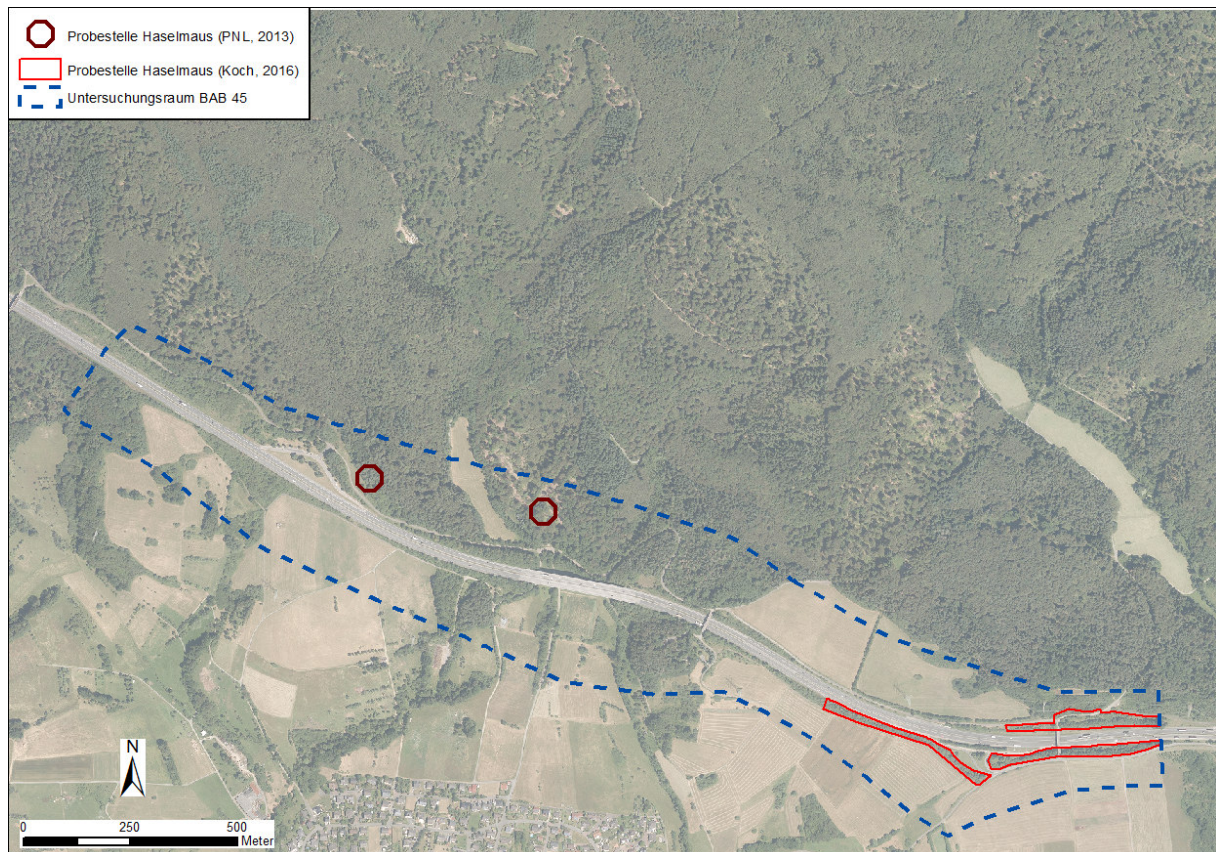 Probestelle Haselmaus (PNL, 2013)
Probestelle Haselmaus (Koch, 2016)
Untersuchungsraum BAB 45
N
0 250 500
Meter